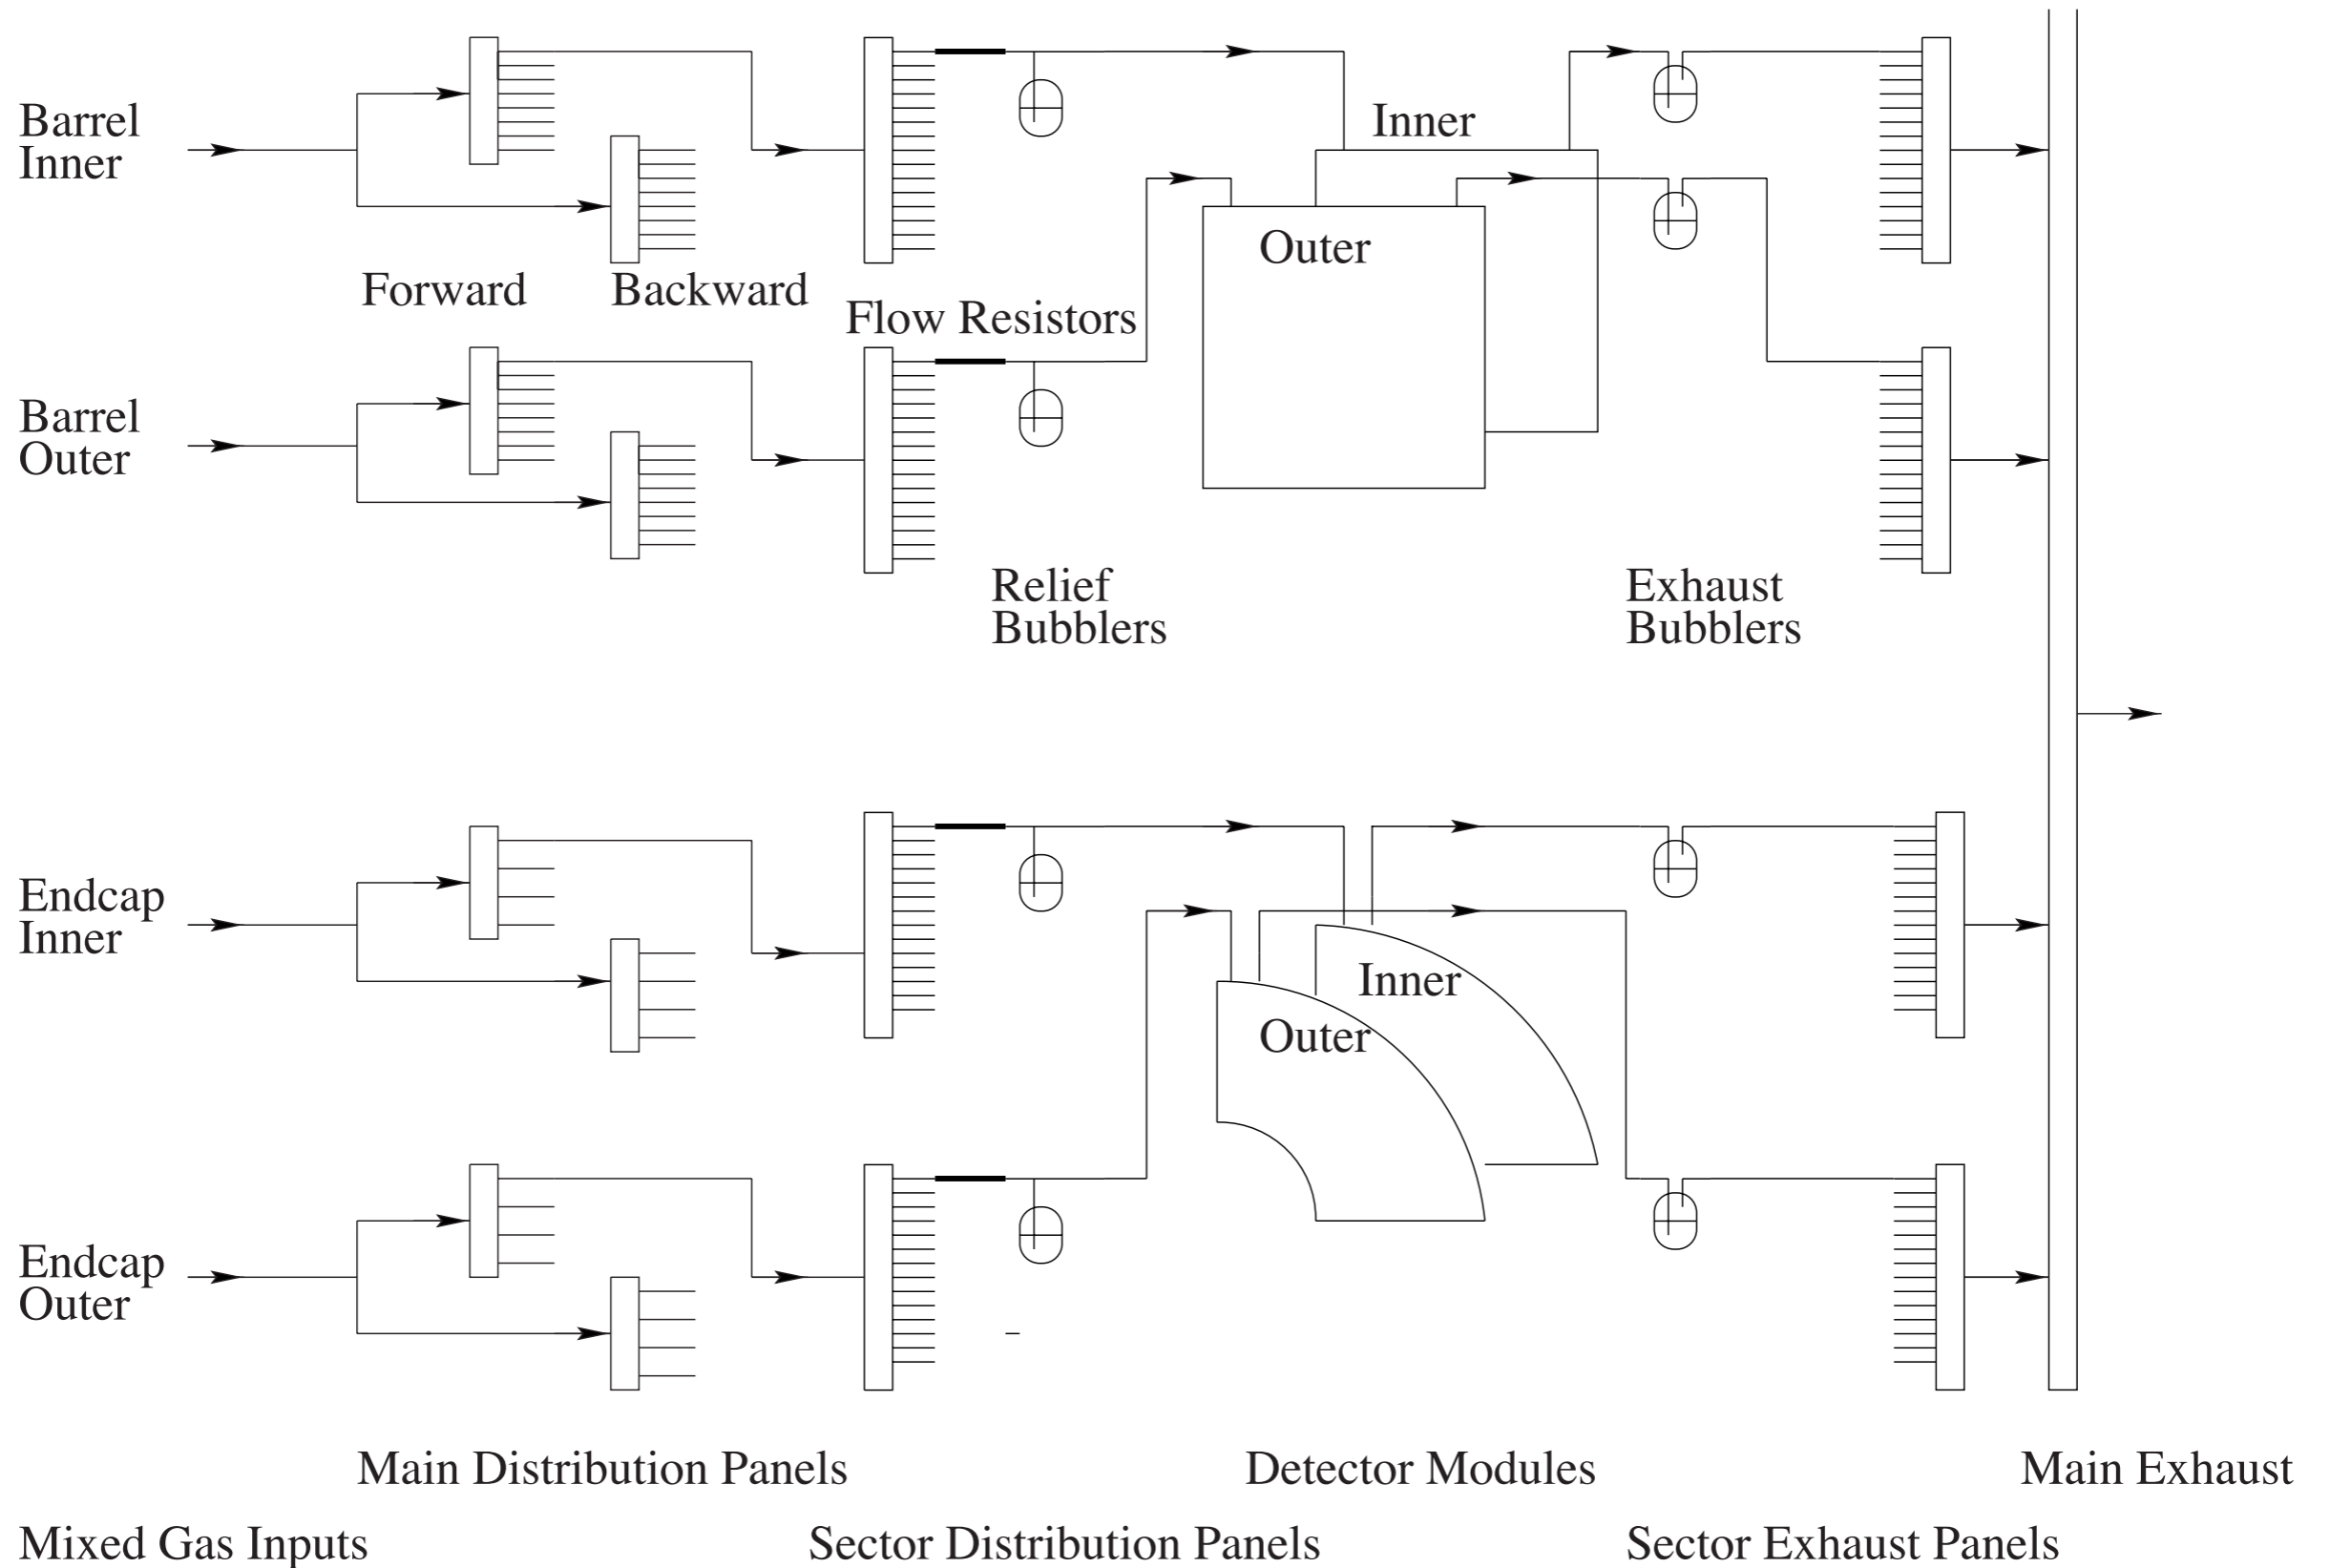 Barrel
Inner
Inner
Outer
Forward
Backward
Flow Resistors
Barrel
Outer
Relief
Bubblers
Exhaust
Bubblers
Endcap
Inner
Inner
Outer
Endcap
Outer
Main Distribution Panels
Detector Modules
Main Exhaust
Mixed Gas Inputs
Sector Distribution Panels
Sector Exhaust Panels